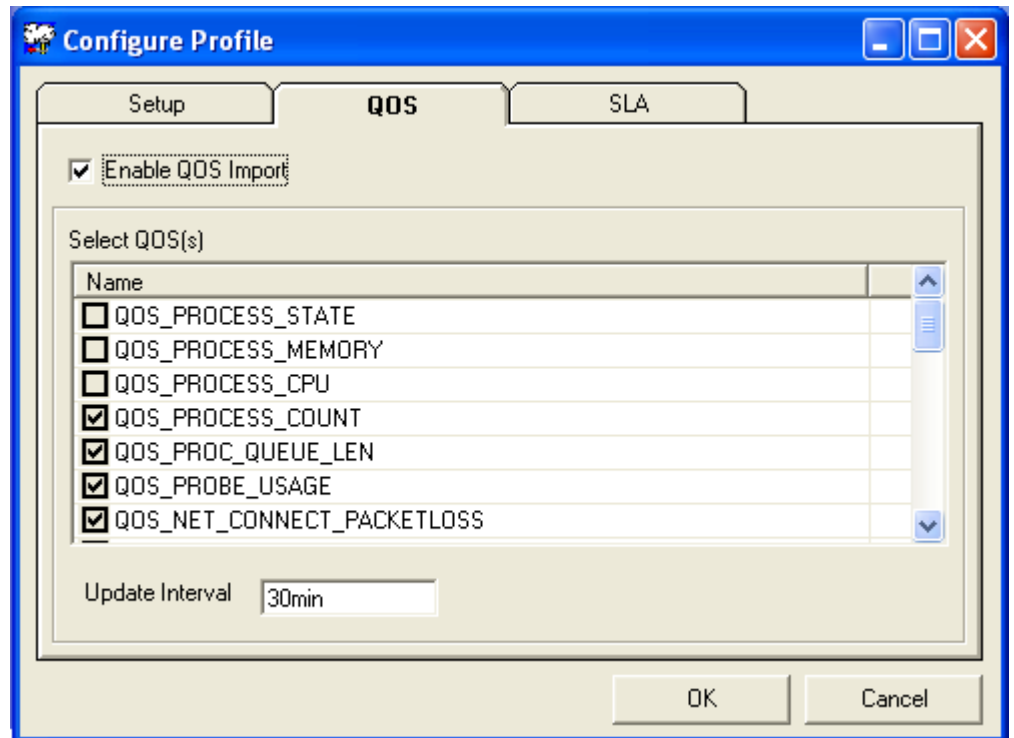 Configure Profile
Setup
QOS
SLA
Enable QOS Import
Select QOS(s)
Name
QOS_PROCESS_STATE
QOS_PROCESS_MEMORY
QOS_PROCESS_CPU
QOS_PROCESS_COUNT
QOS_PROC_QUEUE_LEN
QOS_PROBE_USAGE
QOS_NET_CONNECT_PACKETLOSS
Update Interval 30min
OK
Cancel